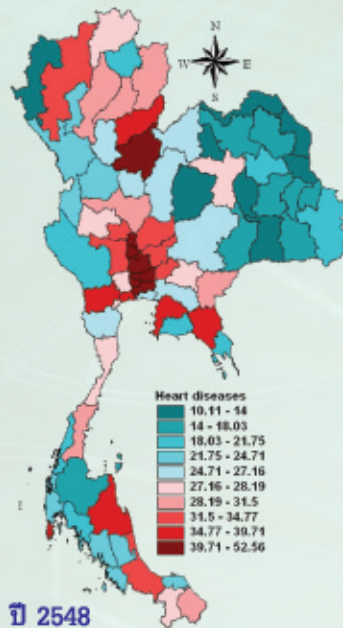 N
W E
S
Heart diseases
10.11 - 14
14 - 18.03
18.03 - 21.75
21.75 - 24.71
24.71 - 27.16
27.16 - 28.19
28.19 - 31.5
31.5 - 34.77
34.77 - 39.71
39.71 - 52.56
ปี 2548